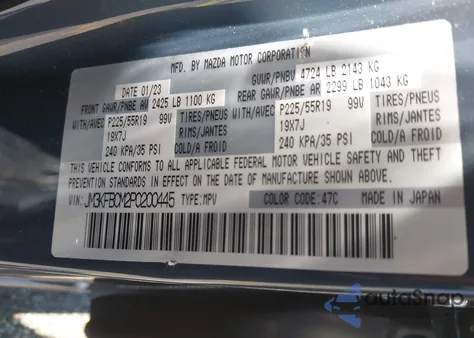 MFD. BY MAZDA MOTOR CORPORATION
DATE 01/23
GVWR/PNBV 4724 LB 2143 KG
FRONT GAWR/PNBE AV 2425 LB 1100 KG
REAR GAWR/PNBE AR 2299 LB 1043 KG
WITH/AVEC P225/55R19 99V TIRES/PNEUS
19X7J RIMS/JANTES
240 KPA/35 PSI COLD/A FROID
WITH/AVEC P225/55R19 99V TIRES/PNEUS
19X7J RIMS/JANTES
240 KPA/35 PSI COLD/A FROID
THIS VEHICLE CONFORMS TO ALL APPLICABLE FEDERAL MOTOR VEHICLE SAFETY AND THEFT
PREVENTION STANDARDS IN EFFECT ON THE DATE OF MANUFACTURE SHOWN ABOVE.
VIN: JM3KFBCM2P0200445 TYPE: MPV COLOR CODE: 47C MADE IN JAPAN
autoSnap